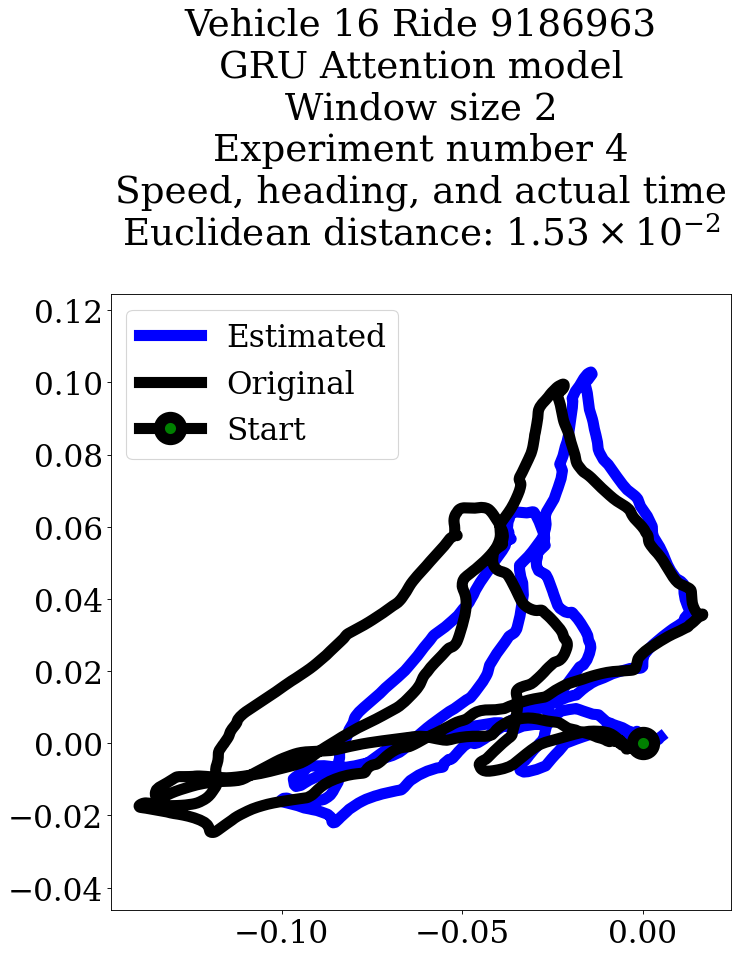 Vehicle 16 Ride 9186963
GRU Attention model
Window size 2
Experiment number 4
Speed, heading, and actual time
Euclidean distance: 1.53 × 10⁻²
Estimated
Original
Start
0.12
0.10
0.08
0.06
0.04
0.02
0.00
−0.02
−0.04
−0.10
−0.05
0.00